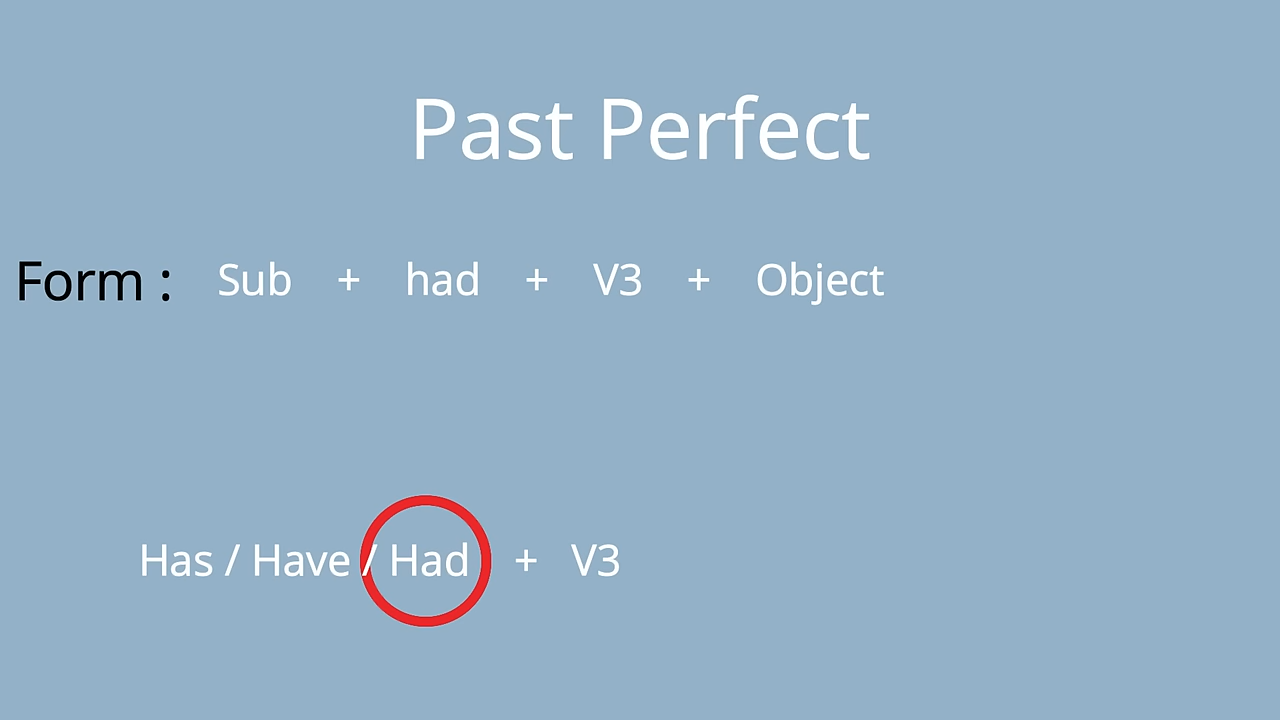 Past Perfect
Form : Sub + had + V3 + Object
Has / Have / Had + V3